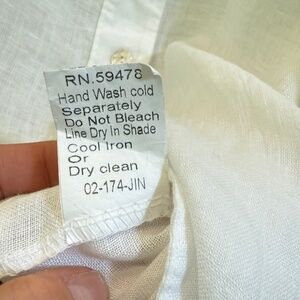 RN.59478
Hand Wash cold
Separately
Do Not Bleach
Line Dry In Shade
Cool Iron
Or
Dry clean
02-174-JIN